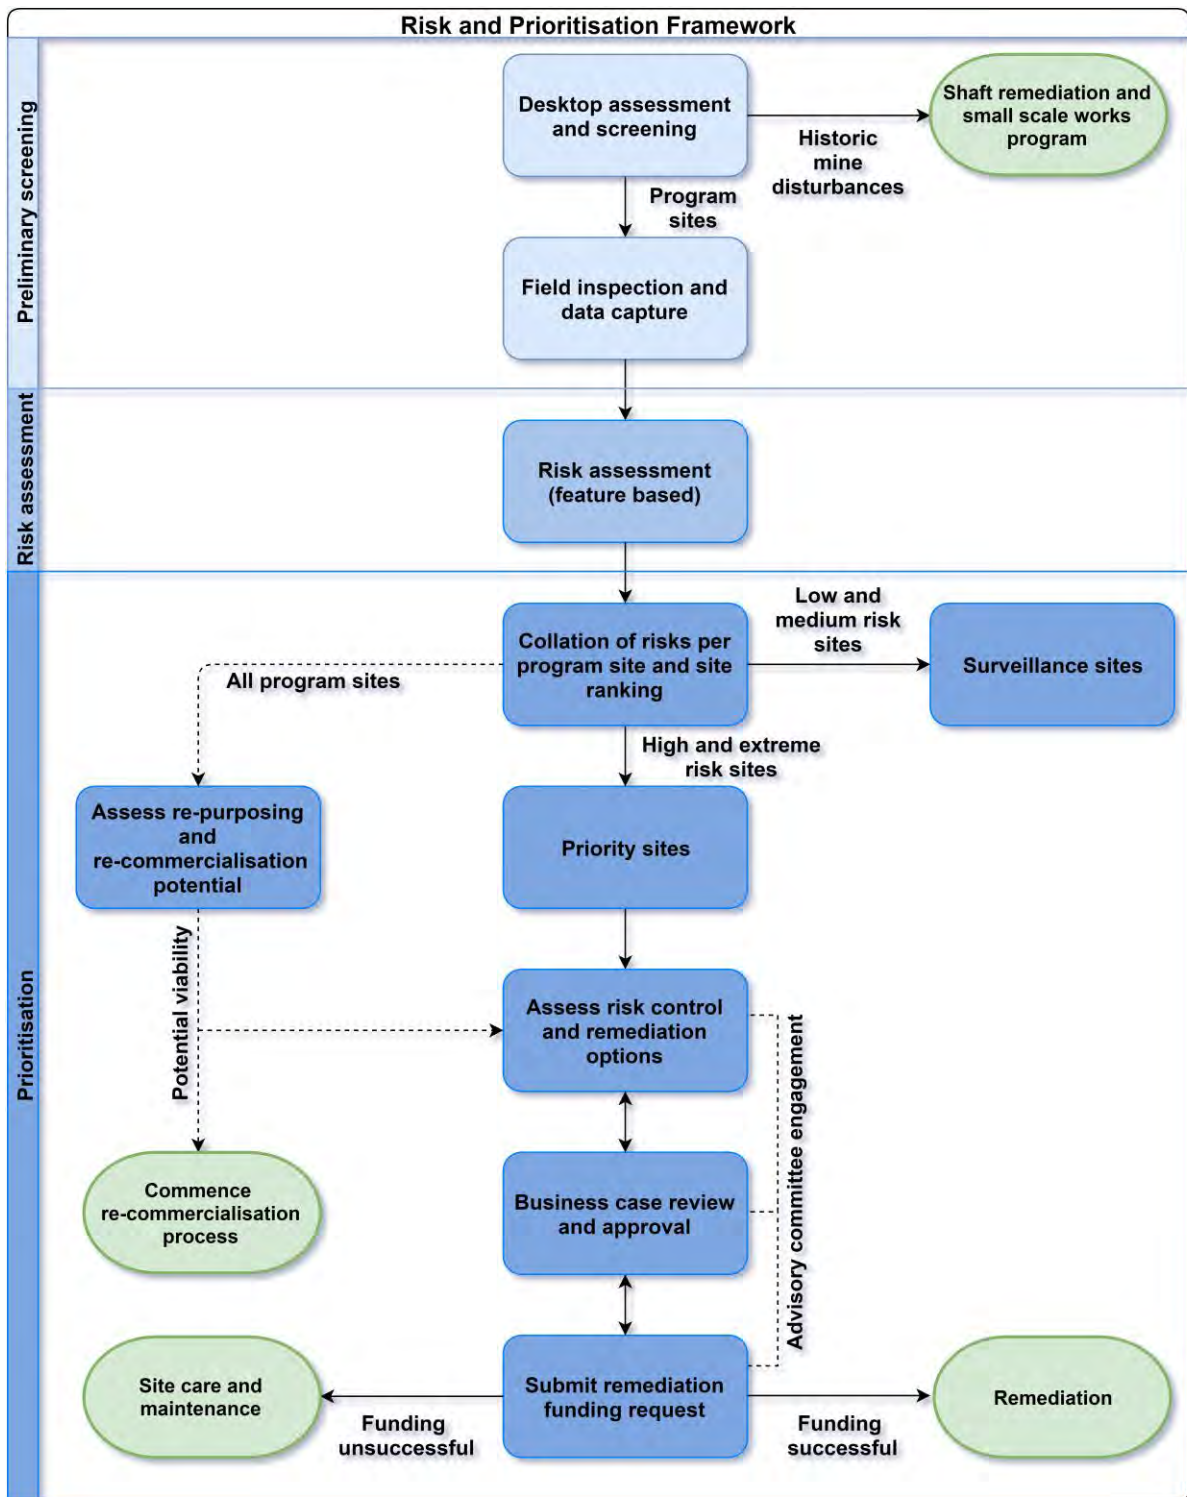 Risk and Prioritisation Framework
Preliminary screening
Desktop assessment
and screening
Historic
mine
disturbances
Shaft remediation and
small scale works
program
Program
sites
Field inspection and
data capture
Risk assessment
Risk assessment
(feature based)
Prioritisation
Collation of risks per
program site and site
ranking
Low and
medium risk
sites
Surveillance sites
All program sites
High and extreme
risk sites
Assess re-purposing
and
re-commercialisation
potential
Priority sites
Potential viability
Assess risk control
and remediation
options
Advisory committee engagement
Commence
re-commercialisation
process
Business case review
and approval
Site care and
maintenance
Funding
unsuccessful
Submit remediation
funding request
Funding
successful
Remediation